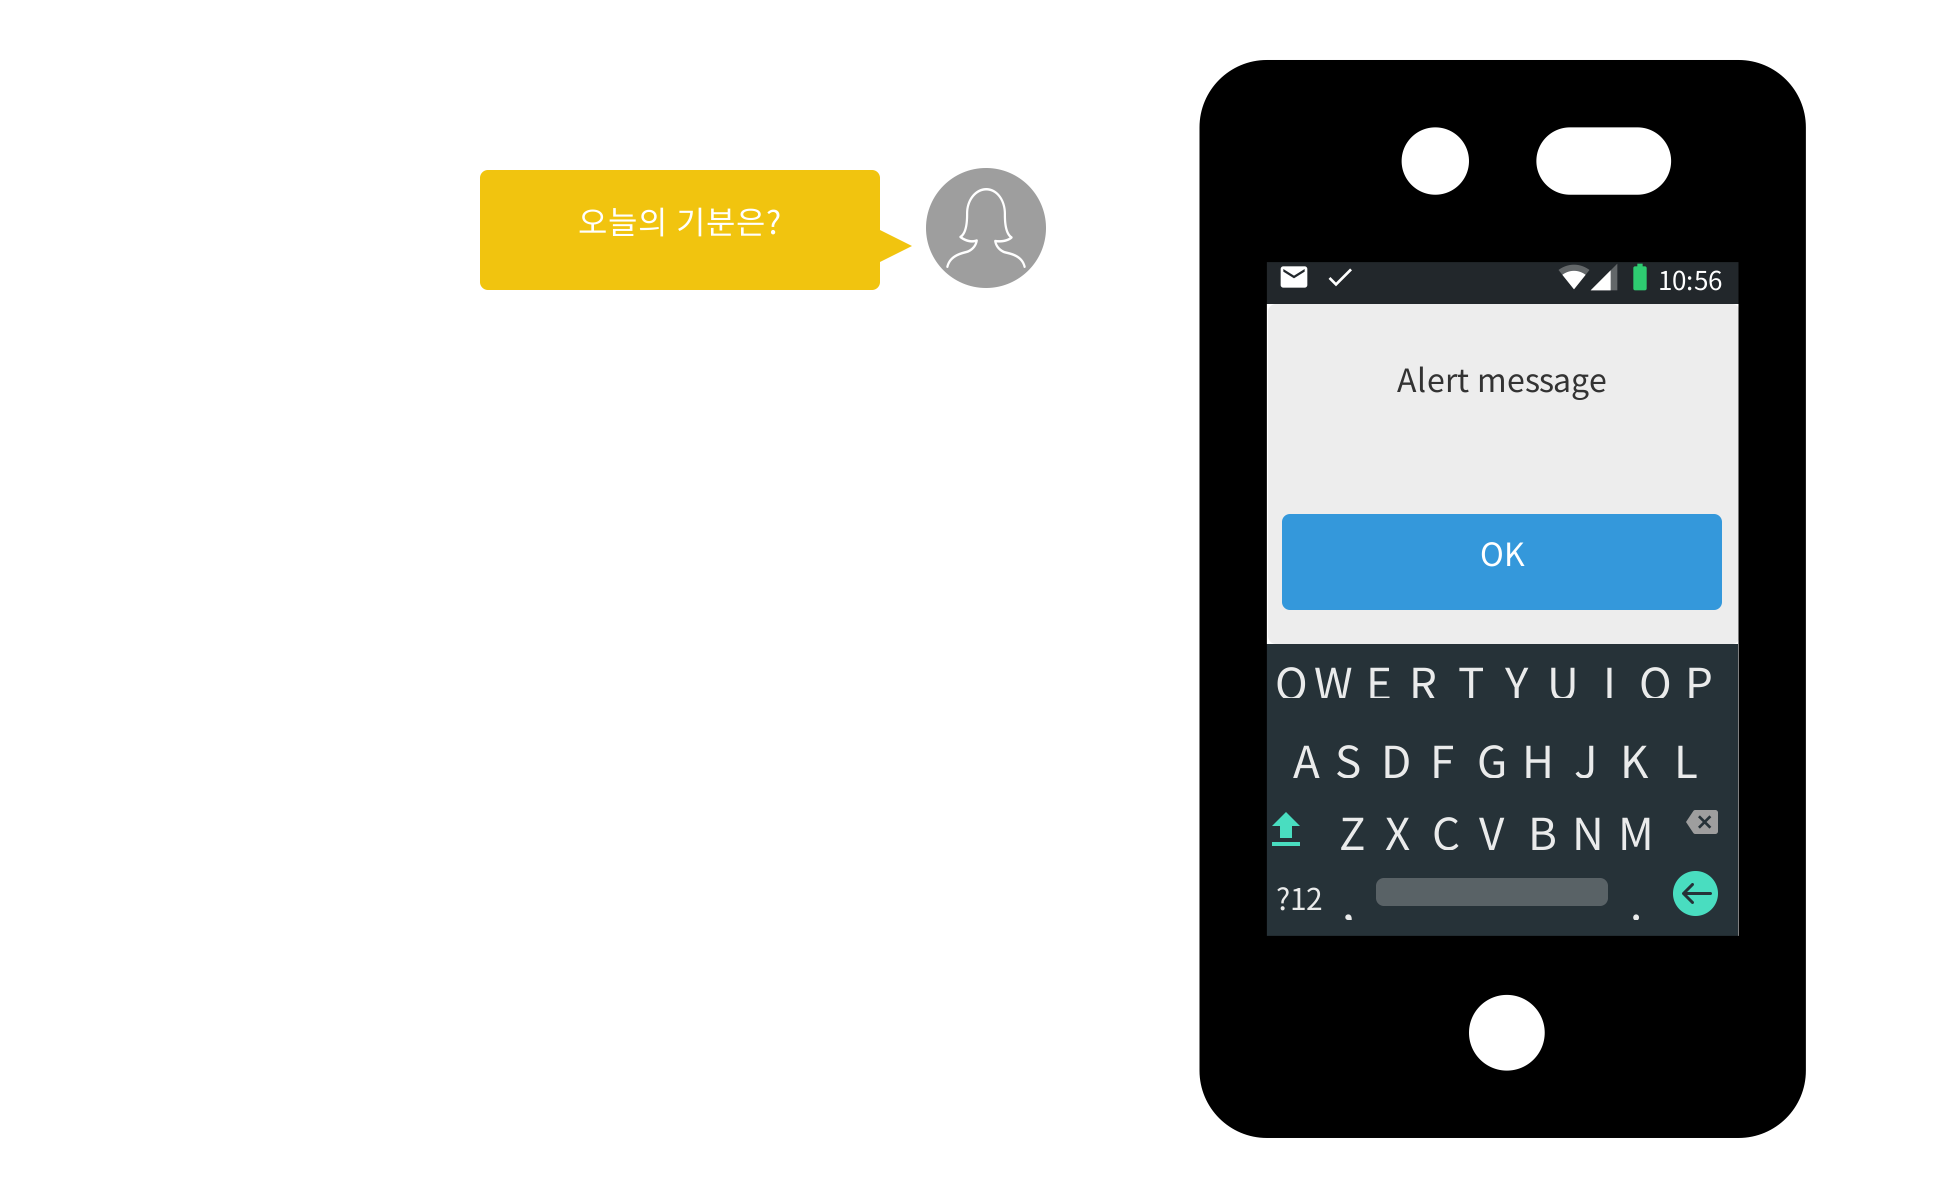 오늘의 기분은?
10:56
Alert message
OK
Q W E R T Y U I O P
A S D F G H J K L
Z X C V B N M
?12 , .